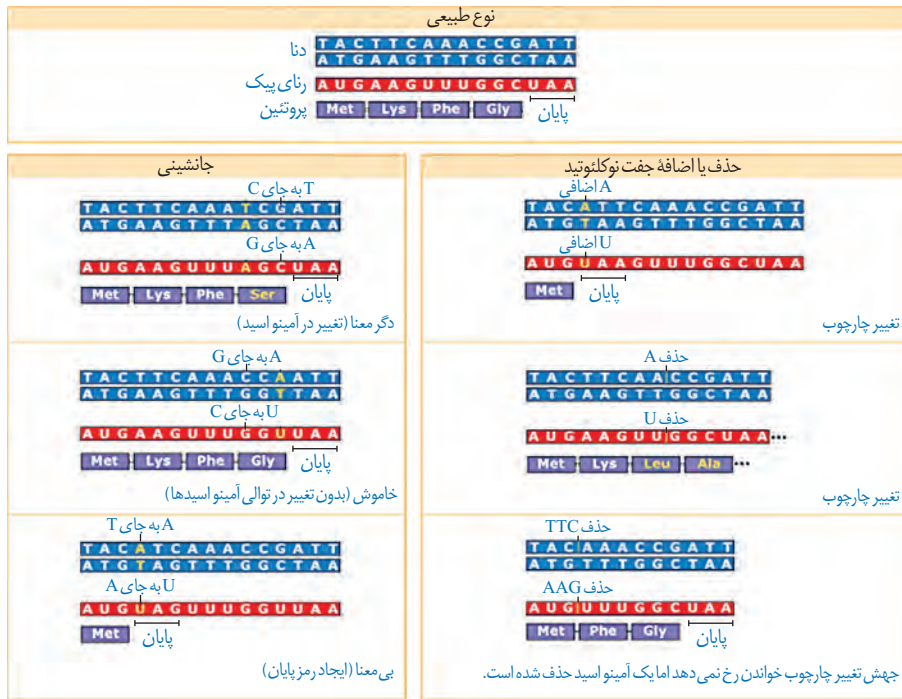 نوع طبیعی
دنا
TACTTCAAACCGATT
ATGAAGTTTGGCTAA
رنای پیک
AUGAAGUUUGGCUAA
پروتئین
Met Lys Phe Gly
پایان
حذف یا اضافهٔ جفت نوکلئوتید
A اضافی
TACATTCAAACCGATT
ATGTAAGTTTGGCTAA
U اضافی
AUGUAAGUUUGGCUAA
Met
پایان
تغییر چارچوب
حذف A
TACTTCAACCGATT
ATGAAGTTGGCTAA
حذف U
AUGAAGUUGGCUAA...
Met Lys Leu Ala ...
تغییر چارچوب
حذف TTC
TACAAACCGATT
ATGTTTGGCTAA
حذف AAG
AUGUUUGGCUAA
Met Phe Gly
پایان
جهش تغییر چارچوب خواندن رخ نمی دهد اما یک آمینو اسید حذف شده است.
جانشینی
T به جای C
TACTTCAAATCGATT
ATGAAGTTTAGCTAA
A به جای G
AUGAAGUUUAGCUAA
Met Lys Phe Ser
پایان
دگر معنا (تغییر در آمینو اسید)
A به جای G
TACTTCAAACCAATT
ATGAAGTTTGGTTAA
U به جای C
AUGAAGUUUGGUUAA
Met Lys Phe Gly
پایان
خاموش (بدون تغییر در توالی آمینو اسیدها)
A به جای T
TACATCAAACCGATT
ATGTAGTTTGGCTAA
U به جای A
AUGUAGUUUGGUUAA
Met
پایان
بی معنا (ایجاد رمز پایان)